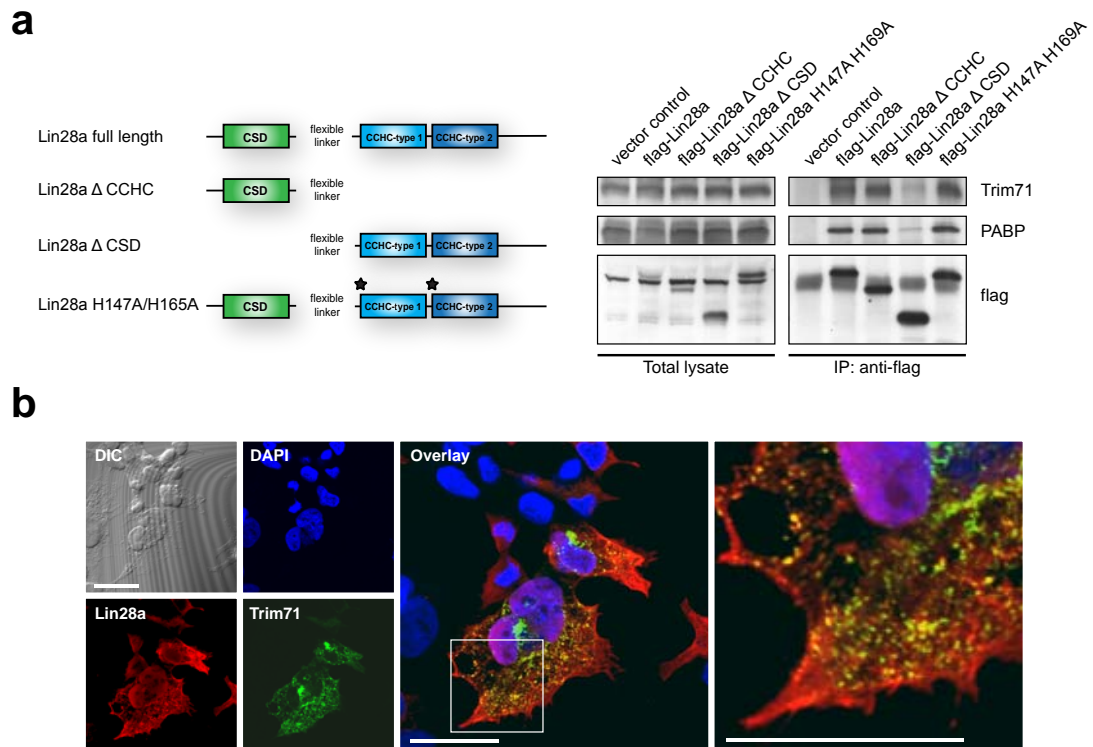 a
Lin28a full length
CSD
flexible
linker
CCHC-type 1
CCHC-type 2
Lin28a Δ CCHC
CSD
flexible
linker
Lin28a Δ CSD
flexible
linker
CCHC-type 1
CCHC-type 2
Lin28a H147A/H165A
CSD
flexible
linker
CCHC-type 1
CCHC-type 2
vector control
flag-Lin28a
flag-Lin28a Δ CCHC
flag-Lin28a Δ CSD
flag-Lin28a H147A H169A
vector control
flag-Lin28a
flag-Lin28a Δ CCHC
flag-Lin28a Δ CSD
flag-Lin28a H147A H169A
Trim71
PABP
flag
Total lysate
IP: anti-flag
b
DIC
DAPI
Overlay
Lin28a
Trim71